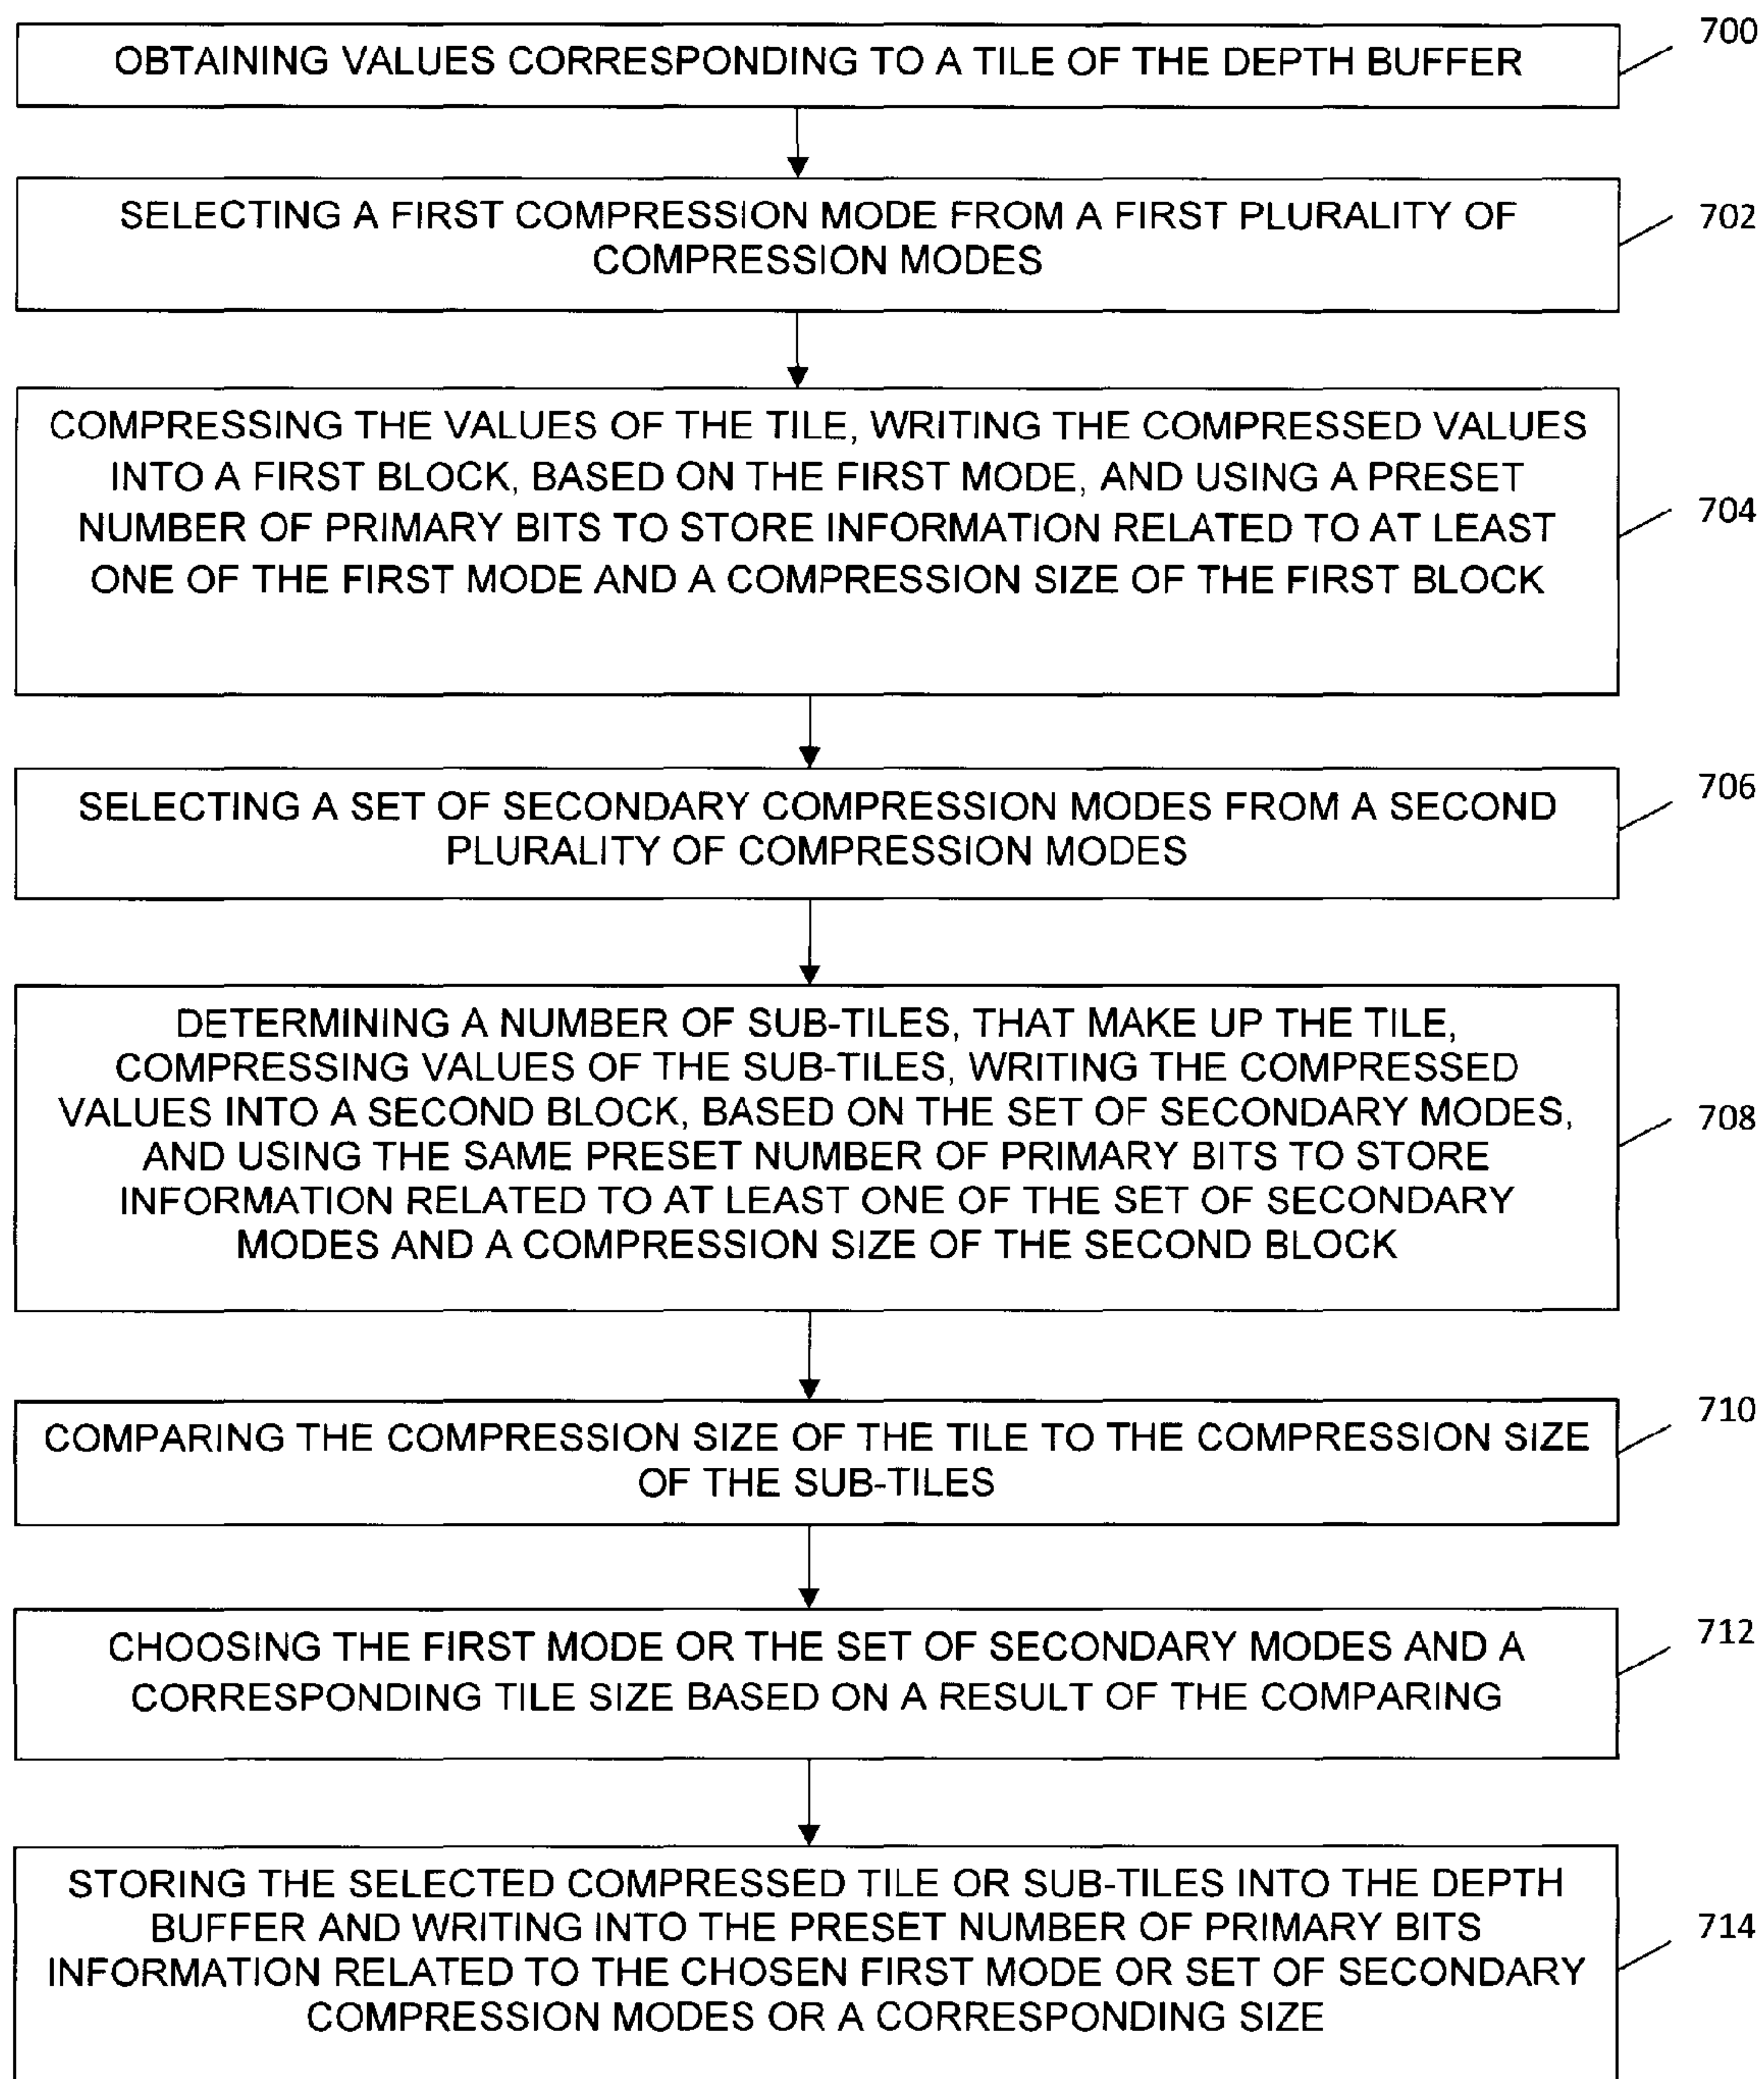 OBTAINING VALUES CORRESPONDING TO A TILE OF THE DEPTH BUFFER
700
SELECTING A FIRST COMPRESSION MODE FROM A FIRST PLURALITY OF
COMPRESSION MODES
702
COMPRESSING THE VALUES OF THE TILE, WRITING THE COMPRESSED VALUES
INTO A FIRST BLOCK, BASED ON THE FIRST MODE, AND USING A PRESET
NUMBER OF PRIMARY BITS TO STORE INFORMATION RELATED TO AT LEAST
ONE OF THE FIRST MODE AND A COMPRESSION SIZE OF THE FIRST BLOCK
704
SELECTING A SET OF SECONDARY COMPRESSION MODES FROM A SECOND
PLURALITY OF COMPRESSION MODES
706
DETERMINING A NUMBER OF SUB-TILES, THAT MAKE UP THE TILE,
COMPRESSING VALUES OF THE SUB-TILES, WRITING THE COMPRESSED
VALUES INTO A SECOND BLOCK, BASED ON THE SET OF SECONDARY MODES,
AND USING THE SAME PRESET NUMBER OF PRIMARY BITS TO STORE
INFORMATION RELATED TO AT LEAST ONE OF THE SET OF SECONDARY
MODES AND A COMPRESSION SIZE OF THE SECOND BLOCK
708
COMPARING THE COMPRESSION SIZE OF THE TILE TO THE COMPRESSION SIZE
OF THE SUB-TILES
710
CHOOSING THE FIRST MODE OR THE SET OF SECONDARY MODES AND A
CORRESPONDING TILE SIZE BASED ON A RESULT OF THE COMPARING
712
STORING THE SELECTED COMPRESSED TILE OR SUB-TILES INTO THE DEPTH
BUFFER AND WRITING INTO THE PRESET NUMBER OF PRIMARY BITS
INFORMATION RELATED TO THE CHOSEN FIRST MODE OR SET OF SECONDARY
COMPRESSION MODES OR A CORRESPONDING SIZE
714